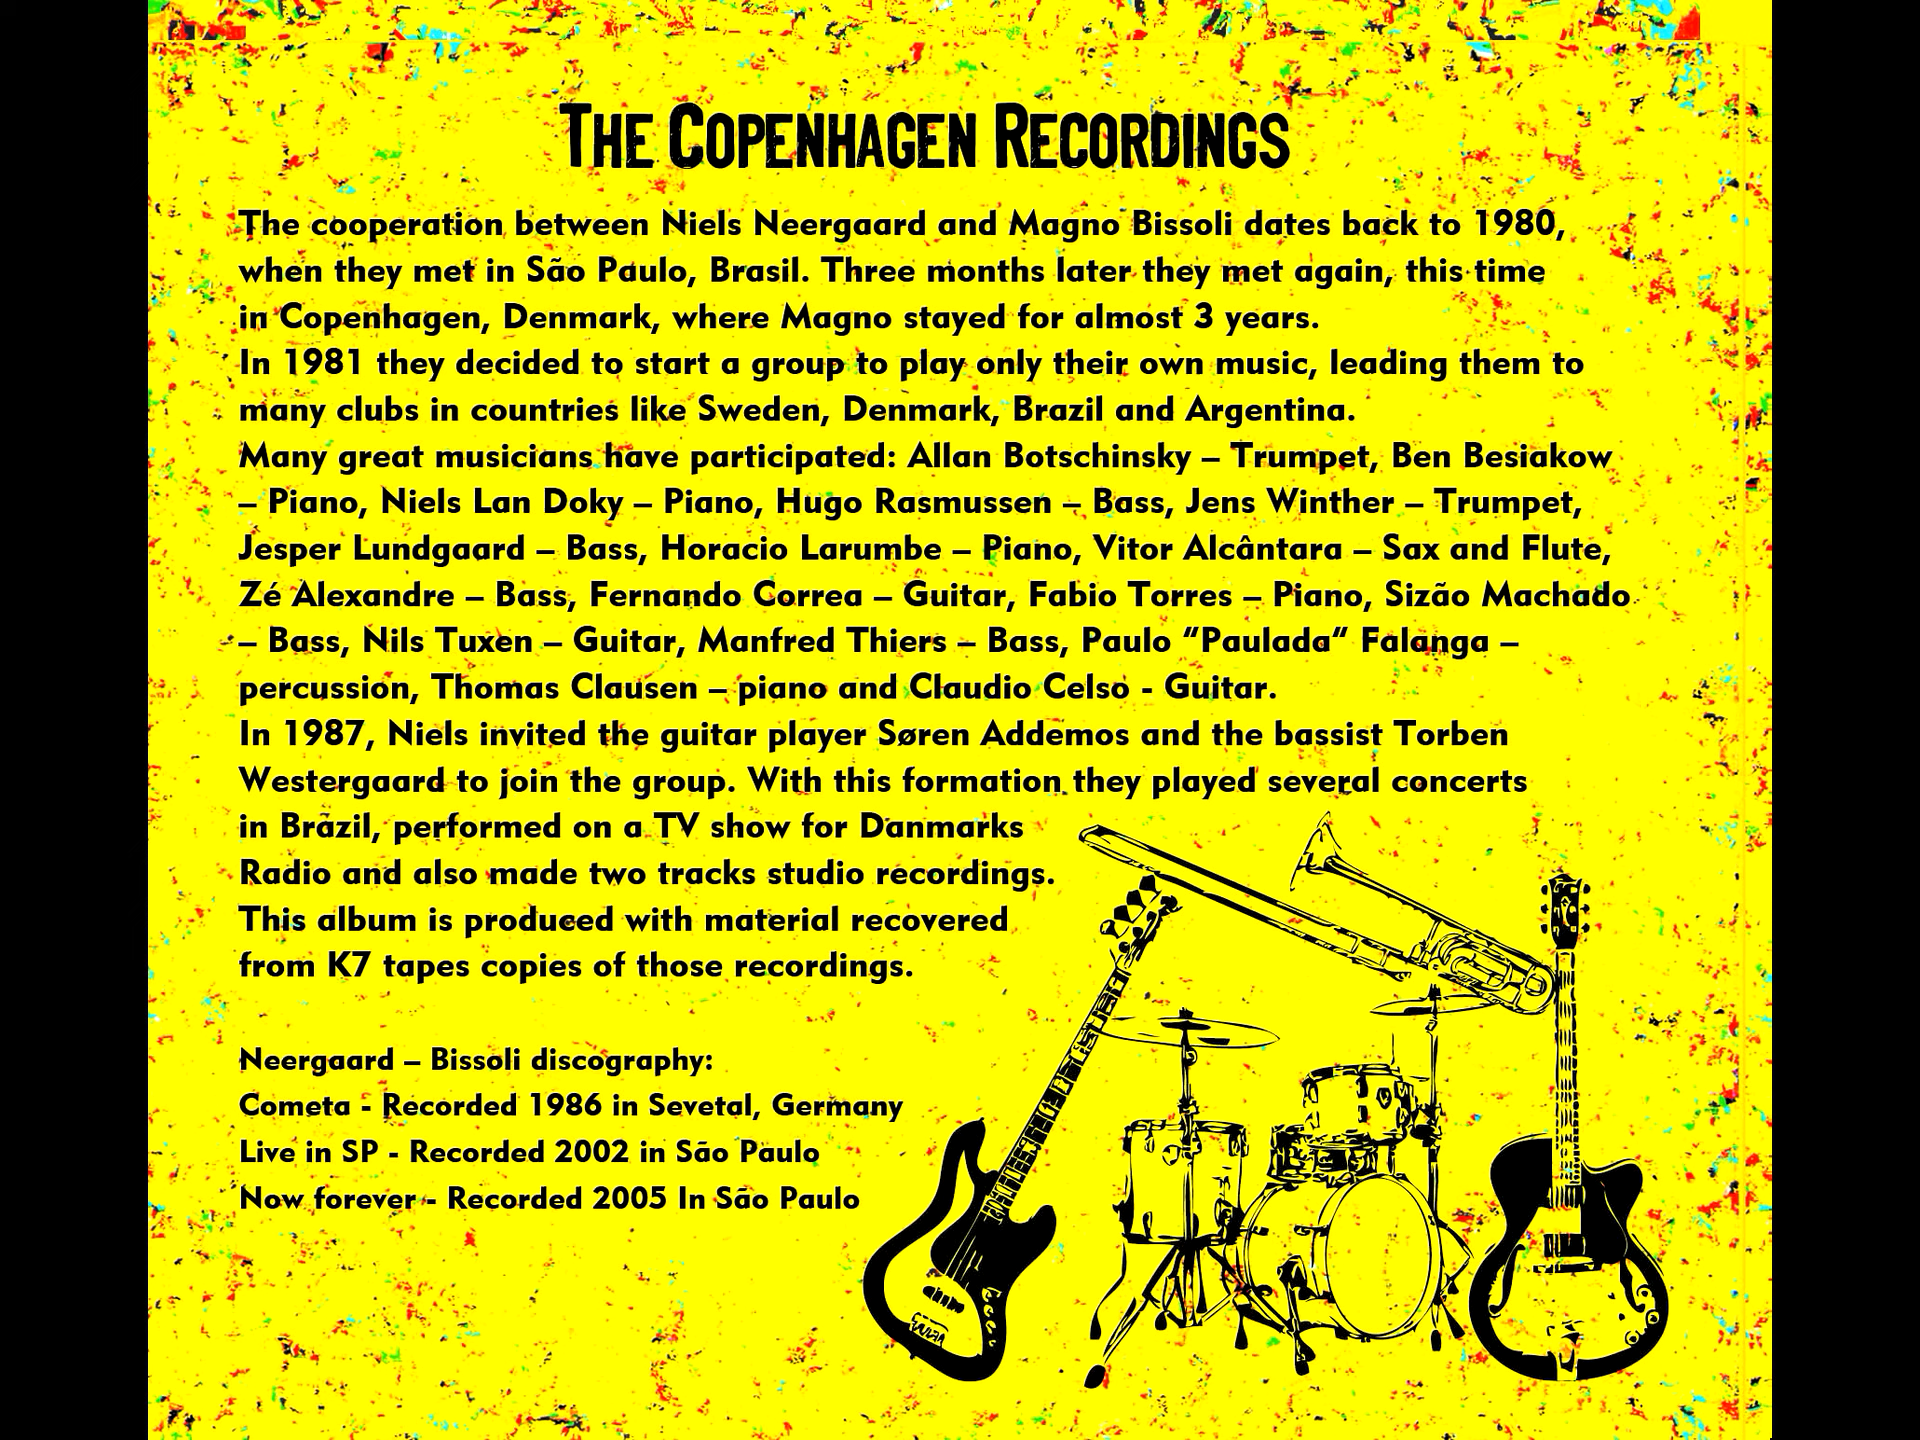 The Copenhagen Recordings
The cooperation between Niels Neergaard and Magno Bissoli dates back to 1980,
when they met in São Paulo, Brasil. Three months later they met again, this time
in Copenhagen, Denmark, where Magno stayed for almost 3 years.
In 1981 they decided to start a group to play only their own music, leading them to
many clubs in countries like Sweden, Denmark, Brazil and Argentina.
Many great musicians have participated: Allan Botschinsky – Trumpet, Ben Besiakow
– Piano, Niels Lan Doky – Piano, Hugo Rasmussen – Bass, Jens Winther – Trumpet,
Jesper Lundgaard – Bass, Horacio Larumbe – Piano, Vitor Alcântara – Sax and Flute,
Zé Alexandre – Bass, Fernando Correa – Guitar, Fabio Torres – Piano, Sizão Machado
– Bass, Nils Tuxen – Guitar, Manfred Thiers – Bass, Paulo “Paulada“ Falanga –
percussion, Thomas Clausen – piano and Claudio Celso - Guitar.
In 1987, Niels invited the guitar player Søren Addemos and the bassist Torben
Westergaard to join the group. With this formation they played several concerts
in Brazil, performed on a TV show for Danmarks
Radio and also made two tracks studio recordings.
This album is produced with material recovered
from K7 tapes copies of those recordings.
Neergaard – Bissoli discography:
Cometa - Recorded 1986 in Sevetal, Germany
Live in SP - Recorded 2002 in São Paulo
Now forever - Recorded 2005 In São Paulo